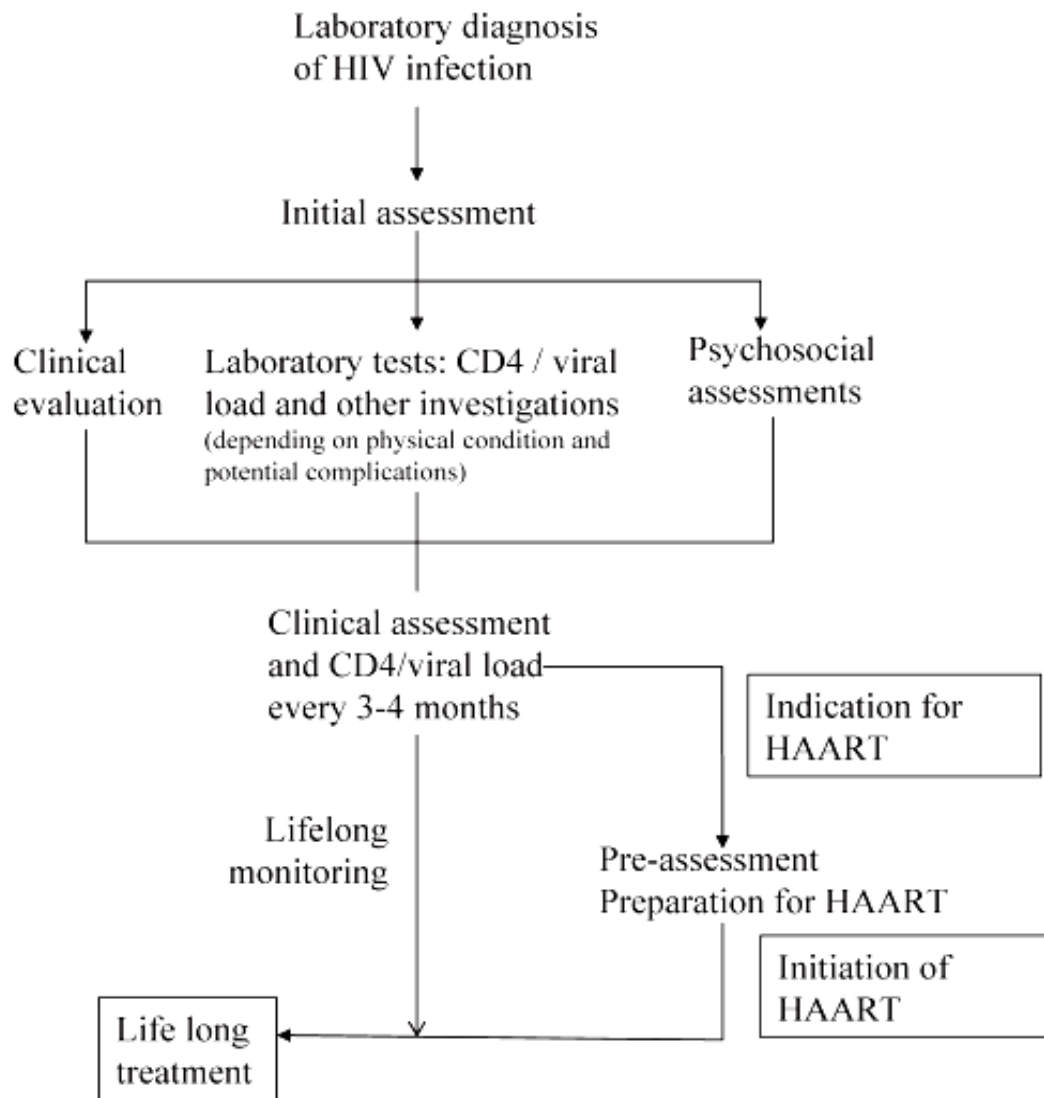 Laboratory diagnosis
of HIV infection
Initial assessment
Clinical
evaluation
Laboratory tests: CD4 / viral
load and other investigations
(depending on physical condition and
potential complications)
Psychosocial
assessments
Clinical assessment
and CD4/viral load
every 3-4 months
Indication for
HAART
Lifelong
monitoring
Pre-assessment
Preparation for HAART
Initiation of
HAART
Life long
treatment